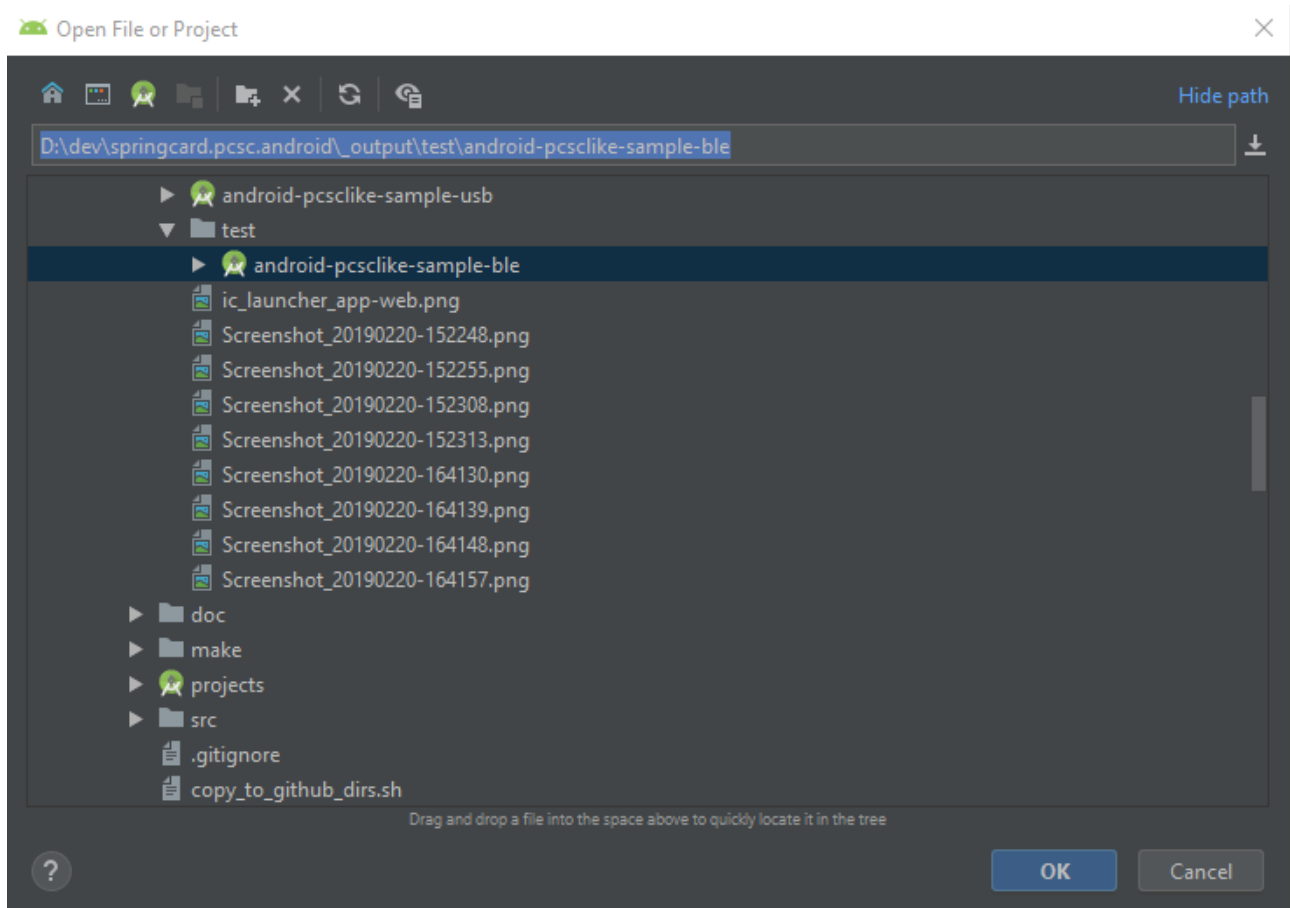 Open File or Project
Hide path
D:\dev\springcard.pcsc.android\_output\test\android-pcsclike-sample-ble
android-pcsclike-sample-usb
test
android-pcsclike-sample-ble
ic_launcher_app-web.png
Screenshot_20190220-152248.png
Screenshot_20190220-152255.png
Screenshot_20190220-152308.png
Screenshot_20190220-152313.png
Screenshot_20190220-164130.png
Screenshot_20190220-164139.png
Screenshot_20190220-164148.png
Screenshot_20190220-164157.png
doc
make
projects
src
.gitignore
copy_to_github_dirs.sh
Drag and drop a file into the space above to quickly locate it in the tree
?
OK
Cancel